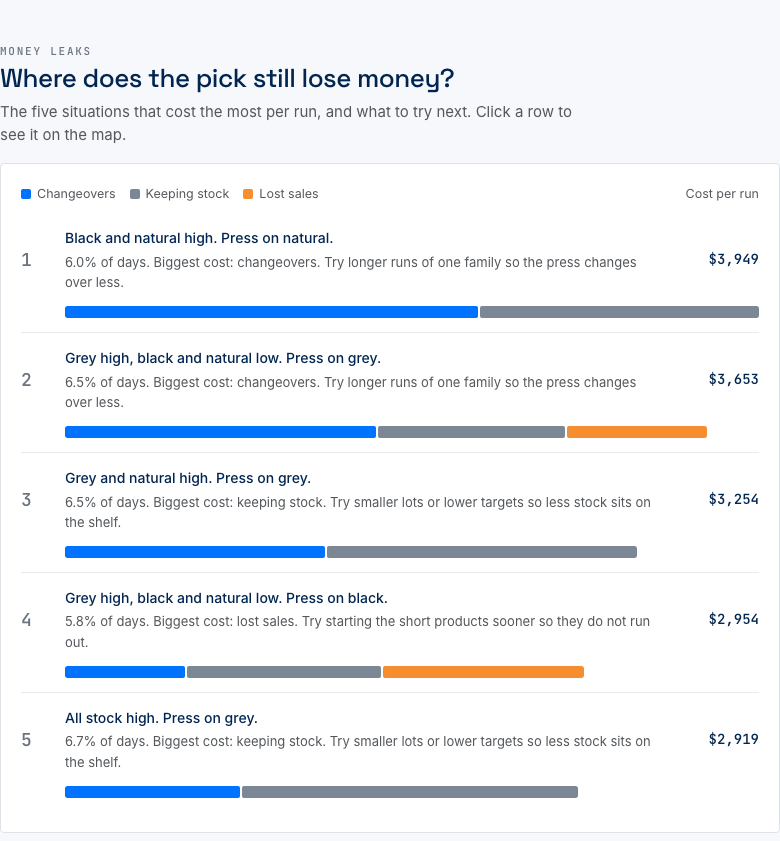 MONEY LEAKS
Where does the pick still lose money?
The five situations that cost the most per run, and what to try next. Click a row to
see it on the map.
Changeovers Keeping stock Lost sales Cost per run
Black and natural high. Press on natural.
1 6.0% of days. Biggest cost: changeovers. Try longer runs of one family so the press changes $3,949
over less.
Grey high, black and natural low. Press on grey.
2 6.5% of days. Biggest cost: changeovers. Try longer runs of one family so the press changes $3,653
over less.
Grey and natural high. Press on grey.
3 6.5% of days. Biggest cost: keeping stock. Try smaller lots or lower targets so less stock sits on $3,254
the shelf.
Grey high, black and natural low. Press on black.
4 5.8% of days. Biggest cost: lost sales. Try starting the short products sooner so they do not run $2,954
out.
All stock high. Press on grey.
5 6.7% of days. Biggest cost: keeping stock. Try smaller lots or lower targets so less stock sits on $2,919
the shelf.